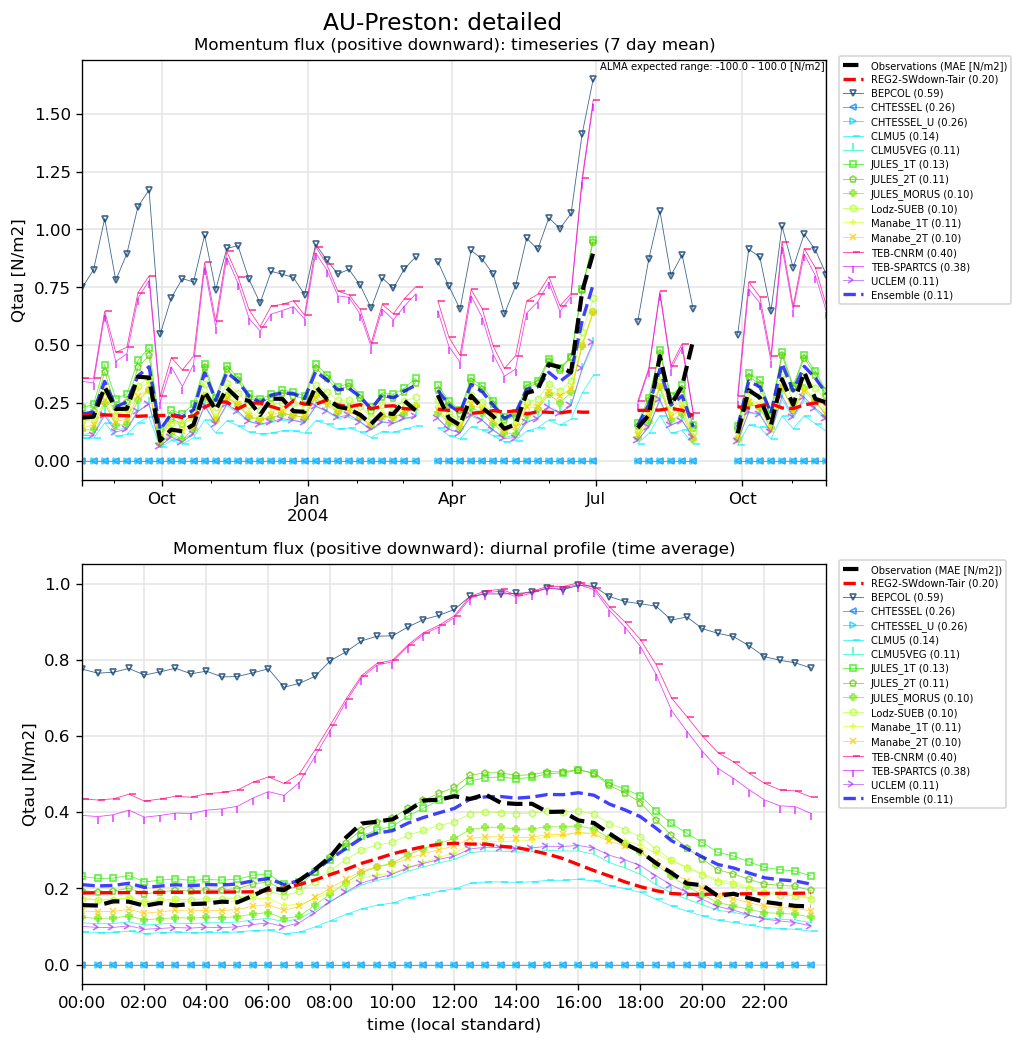 AU-Preston: detailed
Momentum flux (positive downward): timeseries (7 day mean)
ALMA expected range: -100.0 - 100.0 [N/m2]
Qtau [N/m2]
1.50
1.25
1.00
0.75
0.50
0.25
0.00
Oct
Jan
2004
Apr
Jul
Oct
Observations (MAE [N/m2])
REG2-SWdown-Tair (0.20)
BEPCOL (0.59)
CHTESSEL (0.26)
CHTESSEL_U (0.26)
CLMU5 (0.14)
CLMU5VEG (0.11)
JULES_1T (0.13)
JULES_2T (0.11)
JULES_MORUS (0.10)
Lodz-SUEB (0.10)
Manabe_1T (0.11)
Manabe_2T (0.10)
TEB-CNRM (0.40)
TEB-SPARTCS (0.38)
UCLEM (0.11)
Ensemble (0.11)
Momentum flux (positive downward): diurnal profile (time average)
Qtau [N/m2]
1.0
0.8
0.6
0.4
0.2
0.0
00:00
02:00
04:00
06:00
08:00
10:00
12:00
14:00
16:00
18:00
20:00
22:00
time (local standard)
Observation (MAE [N/m2])
REG2-SWdown-Tair (0.20)
BEPCOL (0.59)
CHTESSEL (0.26)
CHTESSEL_U (0.26)
CLMU5 (0.14)
CLMU5VEG (0.11)
JULES_1T (0.13)
JULES_2T (0.11)
JULES_MORUS (0.10)
Lodz-SUEB (0.10)
Manabe_1T (0.11)
Manabe_2T (0.10)
TEB-CNRM (0.40)
TEB-SPARTCS (0.38)
UCLEM (0.11)
Ensemble (0.11)